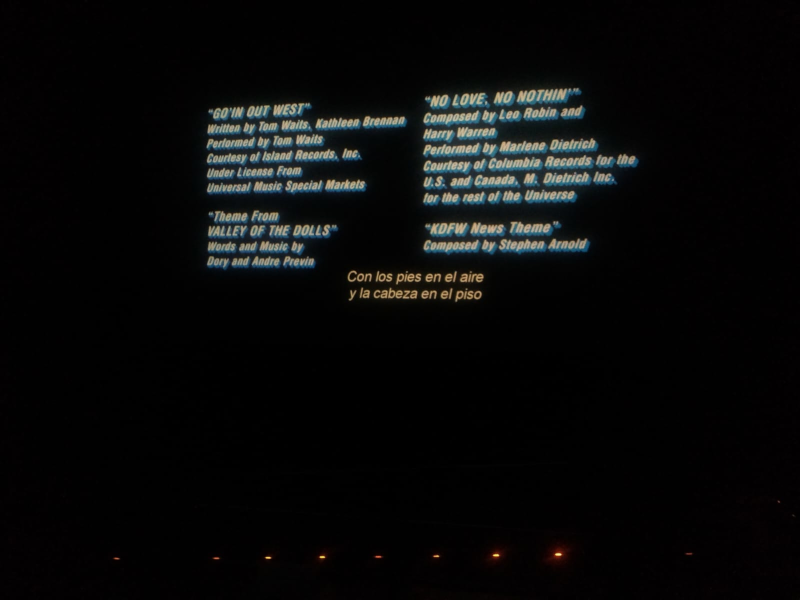 "GO'IN OUT WEST"
Written by Tom Waits, Kathleen Brennan
Performed by Tom Waits
Courtesy of Island Records, Inc.
Under License From
Universal Music Special Markets
"Theme From
VALLEY OF THE DOLLS"
Words and Music by
Dory and Andre Previn
"NO LOVE, NO NOTHIN'"
Composed by Leo Robin and
Harry Warren
Performed by Marlene Dietrich
Courtesy of Columbia Records for the
U.S. and Canada, M. Dietrich Inc.
for the rest of the Universe
"KDFW News Theme"
Composed by Stephen Arnold
Con los pies en el aire
y la cabeza en el piso